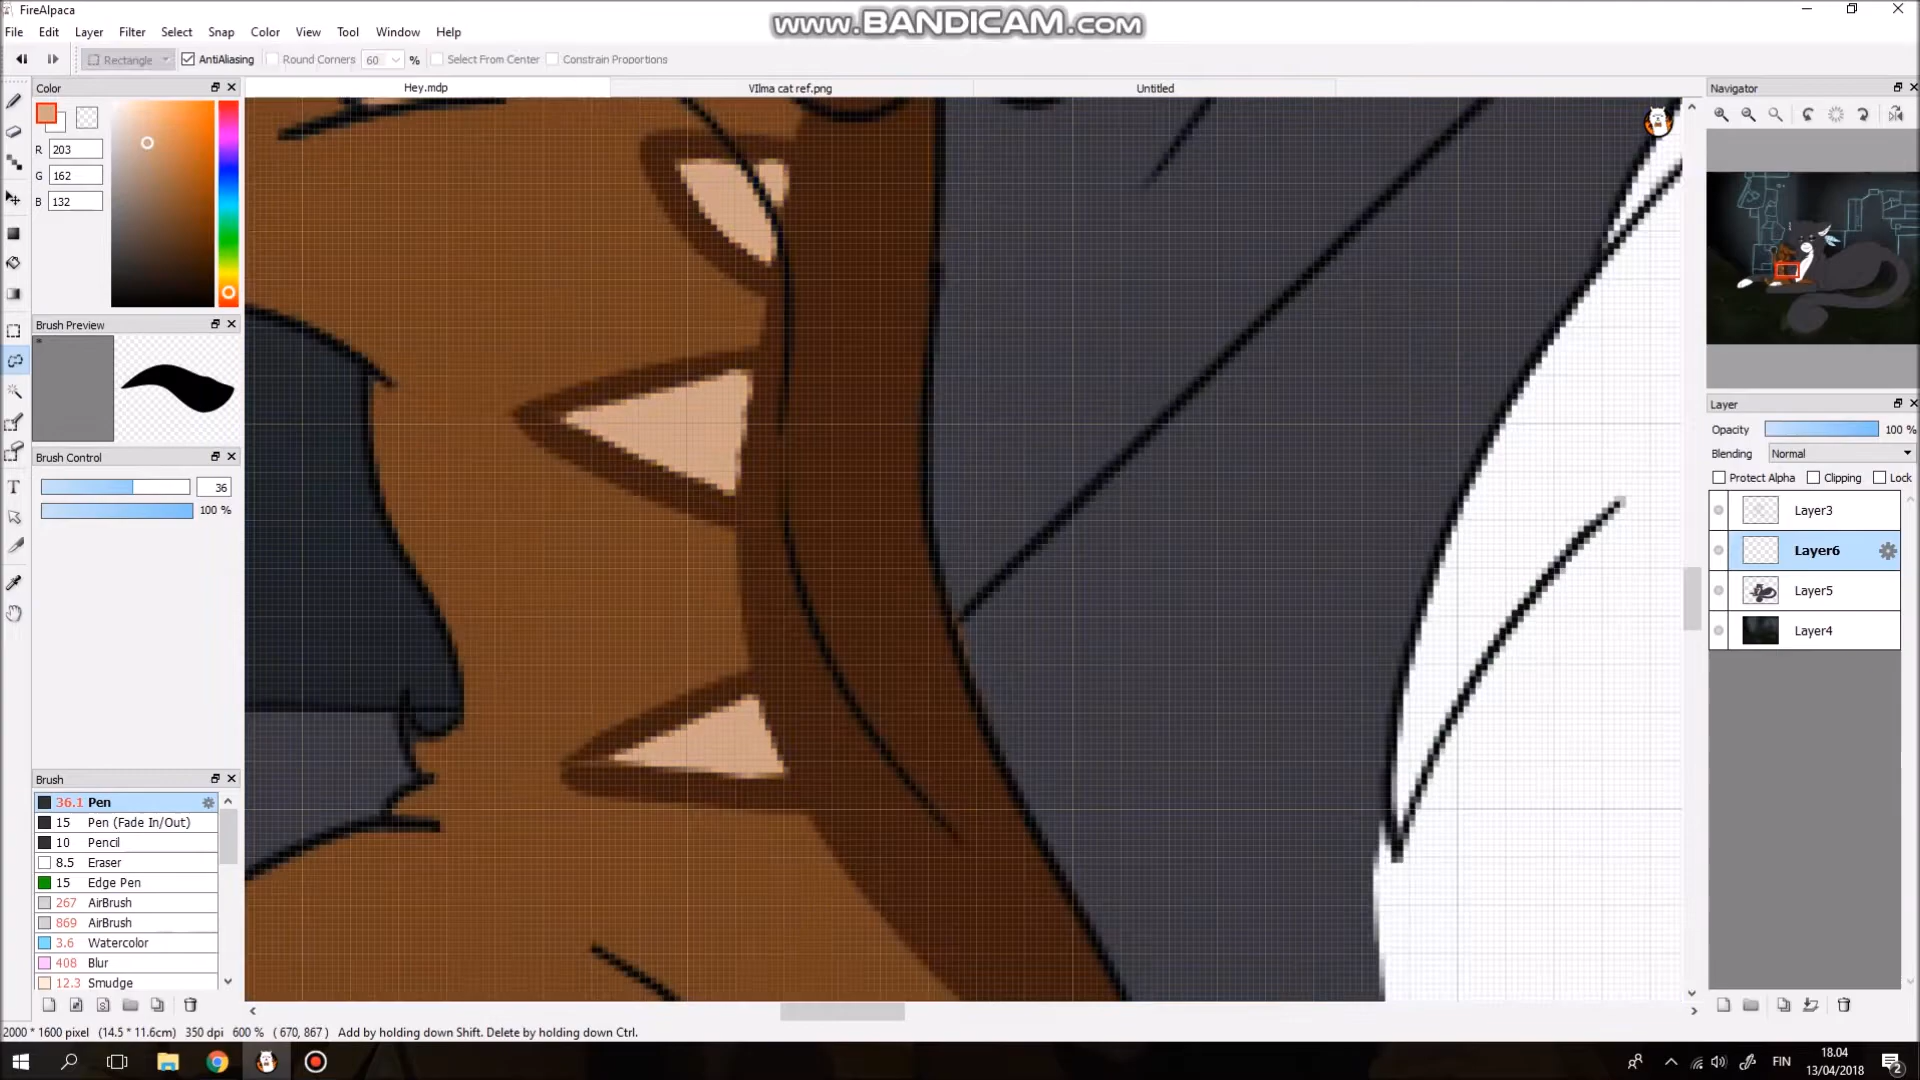 FireAlpaca
www.BANDICAM.com
File Edit Layer Filter Select Snap Color View Tool Window Help
Rectangle AntiAliasing Round Corners 60 % Select From Center Constrain Proportions
Color
Hey.mdp VIlma cat ref.png Untitled
Navigator
R 203
G 162
B 132
Brush Preview
Brush Control
36
100 %
Brush
36.1 Pen
15 Pen (Fade In/Out)
10 Pencil
8.5 Eraser
15 Edge Pen
267 AirBrush
869 AirBrush
3.6 Watercolor
408 Blur
12.3 Smudge
Layer
Opacity 100 %
Blending Normal
Protect Alpha Clipping Lock
Layer3
Layer6
Layer5
Layer4
2000 * 1600 pixel (14.5 * 11.6cm) 350 dpi 600 % ( 670, 867 ) Add by holding down Shift. Delete by holding down Ctrl.
FIN
18.04
13/04/2018
2